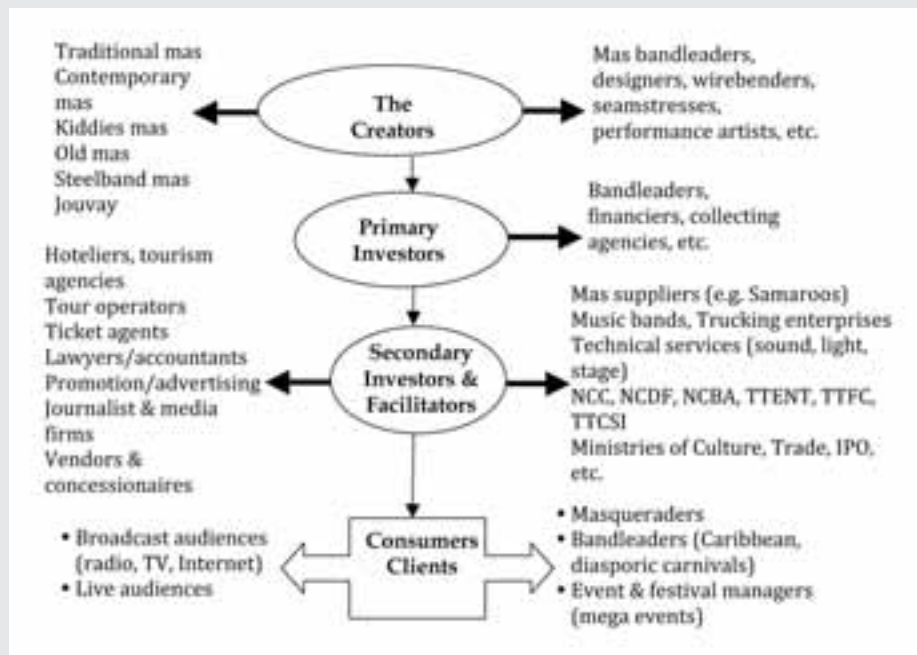 Traditional mas
Contemporary
mas
Kiddies mas
Old mas
Steelband mas
Jouvay
The
Creators
Mas bandleaders,
designers, wirebenders,
seamstresses,
performance artists, etc.
Primary
Investors
Bandleaders,
financiers, collecting
agencies, etc.
Hoteliers, tourism
agencies
Tour operators
Ticket agents
Lawyers/accountants
Promotion/advertising
Journalist & media
firms
Vendors &
concessionaires
Secondary
Investors &
Facilitators
Mas suppliers (e.g. Samaroos)
Music bands, Trucking enterprises
Technical services (sound, light,
stage)
NCC, NCDF, NCBA, TTENT, TTFC,
TTCSI
Ministries of Culture, Trade, IPO,
etc.
• Broadcast audiences
(radio, TV, Internet)
• Live audiences
Consumers
Clients
• Masqueraders
• Bandleaders (Caribbean,
diasporic carnivals)
• Event & festival managers
(mega events)